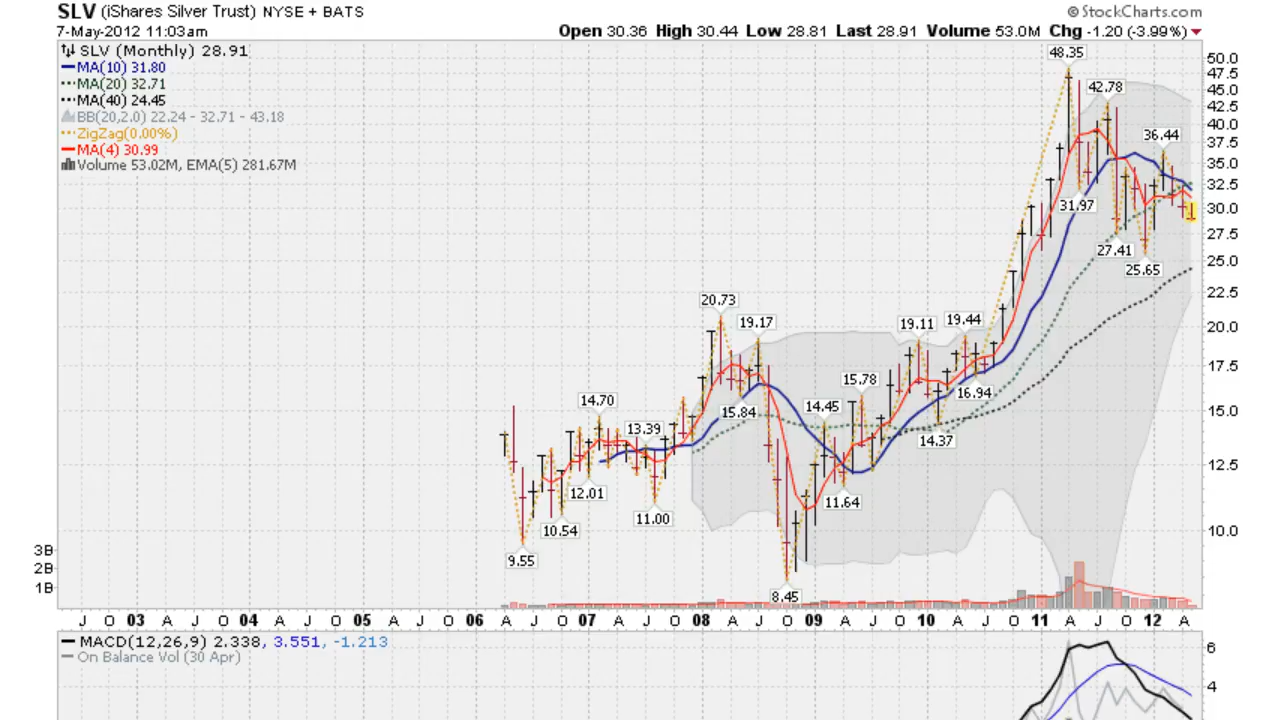 SLV (iShares Silver Trust) NYSE + BATS
© StockCharts.com
7-May-2012 11:03am
Open 30.36 High 30.44 Low 28.81 Last 28.91 Volume 53.0M Chg -1.20 (-3.99%)
SLV (Monthly) 28.91
MA(10) 31.80
MA(20) 32.71
MA(40) 24.45
BB(20,2.0) 22.24 - 32.71 - 43.18
ZigZag(0.00%)
MA(4) 30.99
Volume 53.02M, EMA(5) 281.67M
48.35
42.78
36.44
31.97
27.41
25.65
20.73
19.17
19.11
19.44
15.78
16.94
14.70
13.39
15.84
14.45
14.37
12.01
11.00
11.64
10.54
9.55
8.45
50.0
47.5
45.0
42.5
40.0
37.5
35.0
32.5
30.0
27.5
25.0
22.5
20.0
17.5
15.0
12.5
10.0
3B
2B
1B
J O 03 A J O 04 A J O 05 A J O 06 A J O 07 A J O 08 A J O 09 A J O 10 A J O 11 A J O 12 A
MACD(12,26,9) 2.338, 3.551, -1.213
On Balance Vol (30 Apr)
6
4